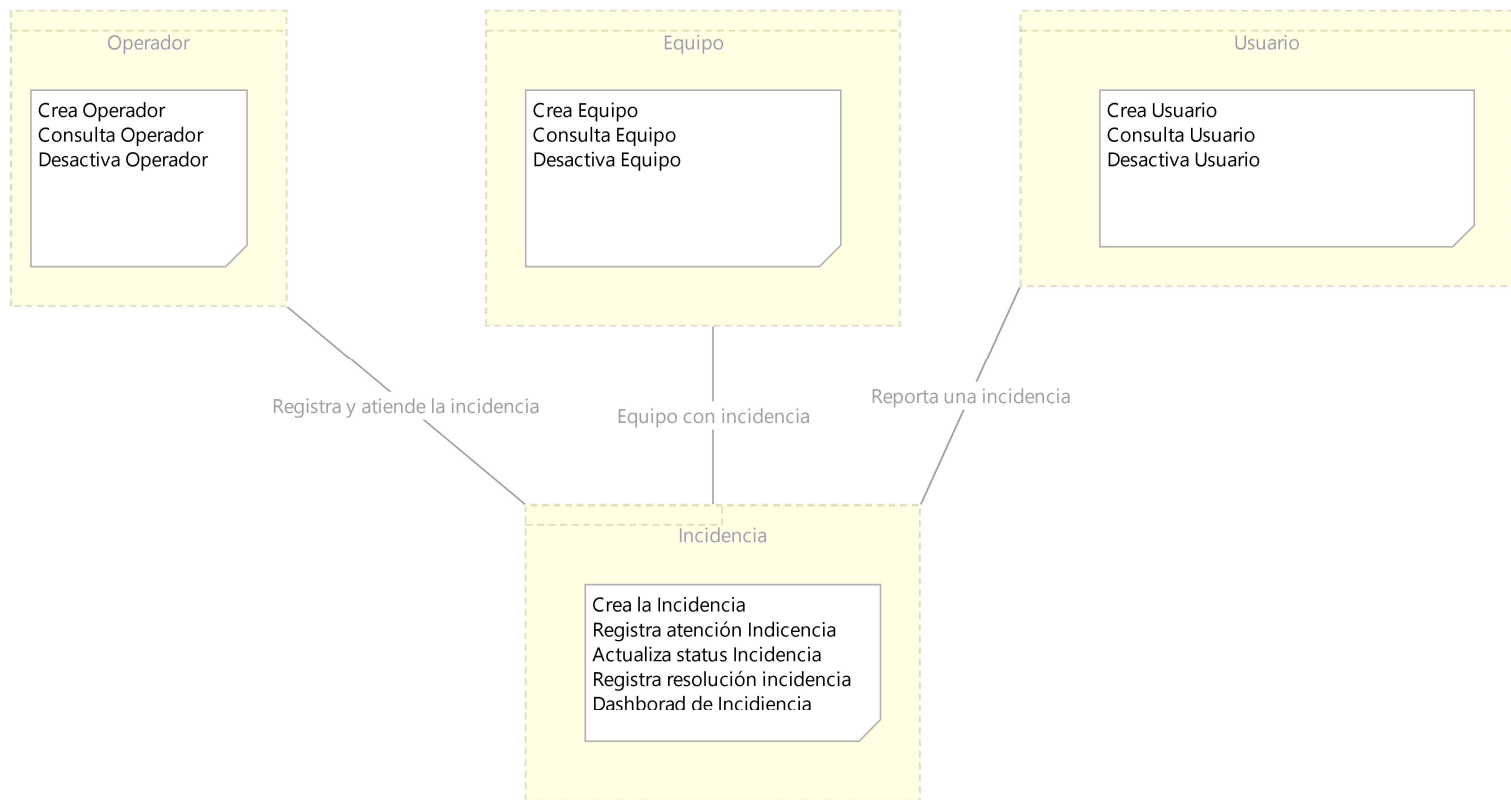 Operador
Equipo
Usuario
Crea Operador
Consulta Operador
Desactiva Operador
Crea Equipo
Consulta Equipo
Desactiva Equipo
Crea Usuario
Consulta Usuario
Desactiva Usuario
Registra y atiende la incidencia
Equipo con incidencia
Reporta una incidencia
Incidencia
Crea la Incidencia
Registra atención Indicencia
Actualiza status Incidencia
Registra resolución incidencia
Dashborad de Incidiencia